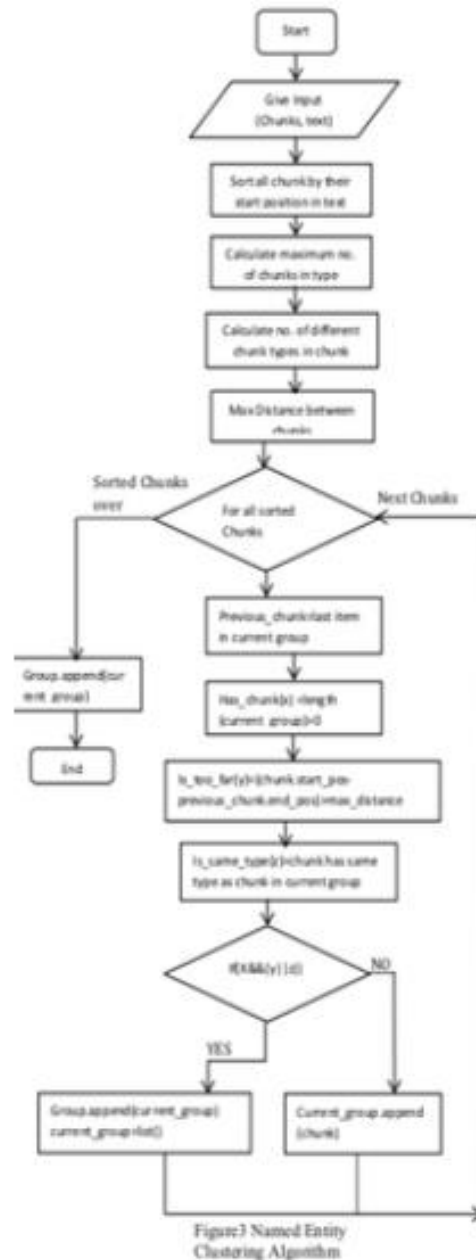 Start
Give Input
(Chunks, text)
Sort all chunk by their
start position in text
Calculate maximum no.
of chunks in type
Calculate no. of different
chunk types in chunk
Max Distance between
chunks
Sorted Chunks
over
Next Chunks
For all sorted
Chunks
Previous_chunk:last item
in current group
Group.append(cur
rent_group)
Has_chunk(x) =length
(current_group)>0
End
Is_too_far(y)=(chunk.start_pos-
previous_chunk.end_pos)>max_distance
Is_same_type(z)=chunk has same
type as chunk in current group
If(X&&(y||z))
NO
YES
Group.append(current_group)
current_group=list()
Current_group.append
(chunk)
Figure3 Named Entity
Clustering Algorithm